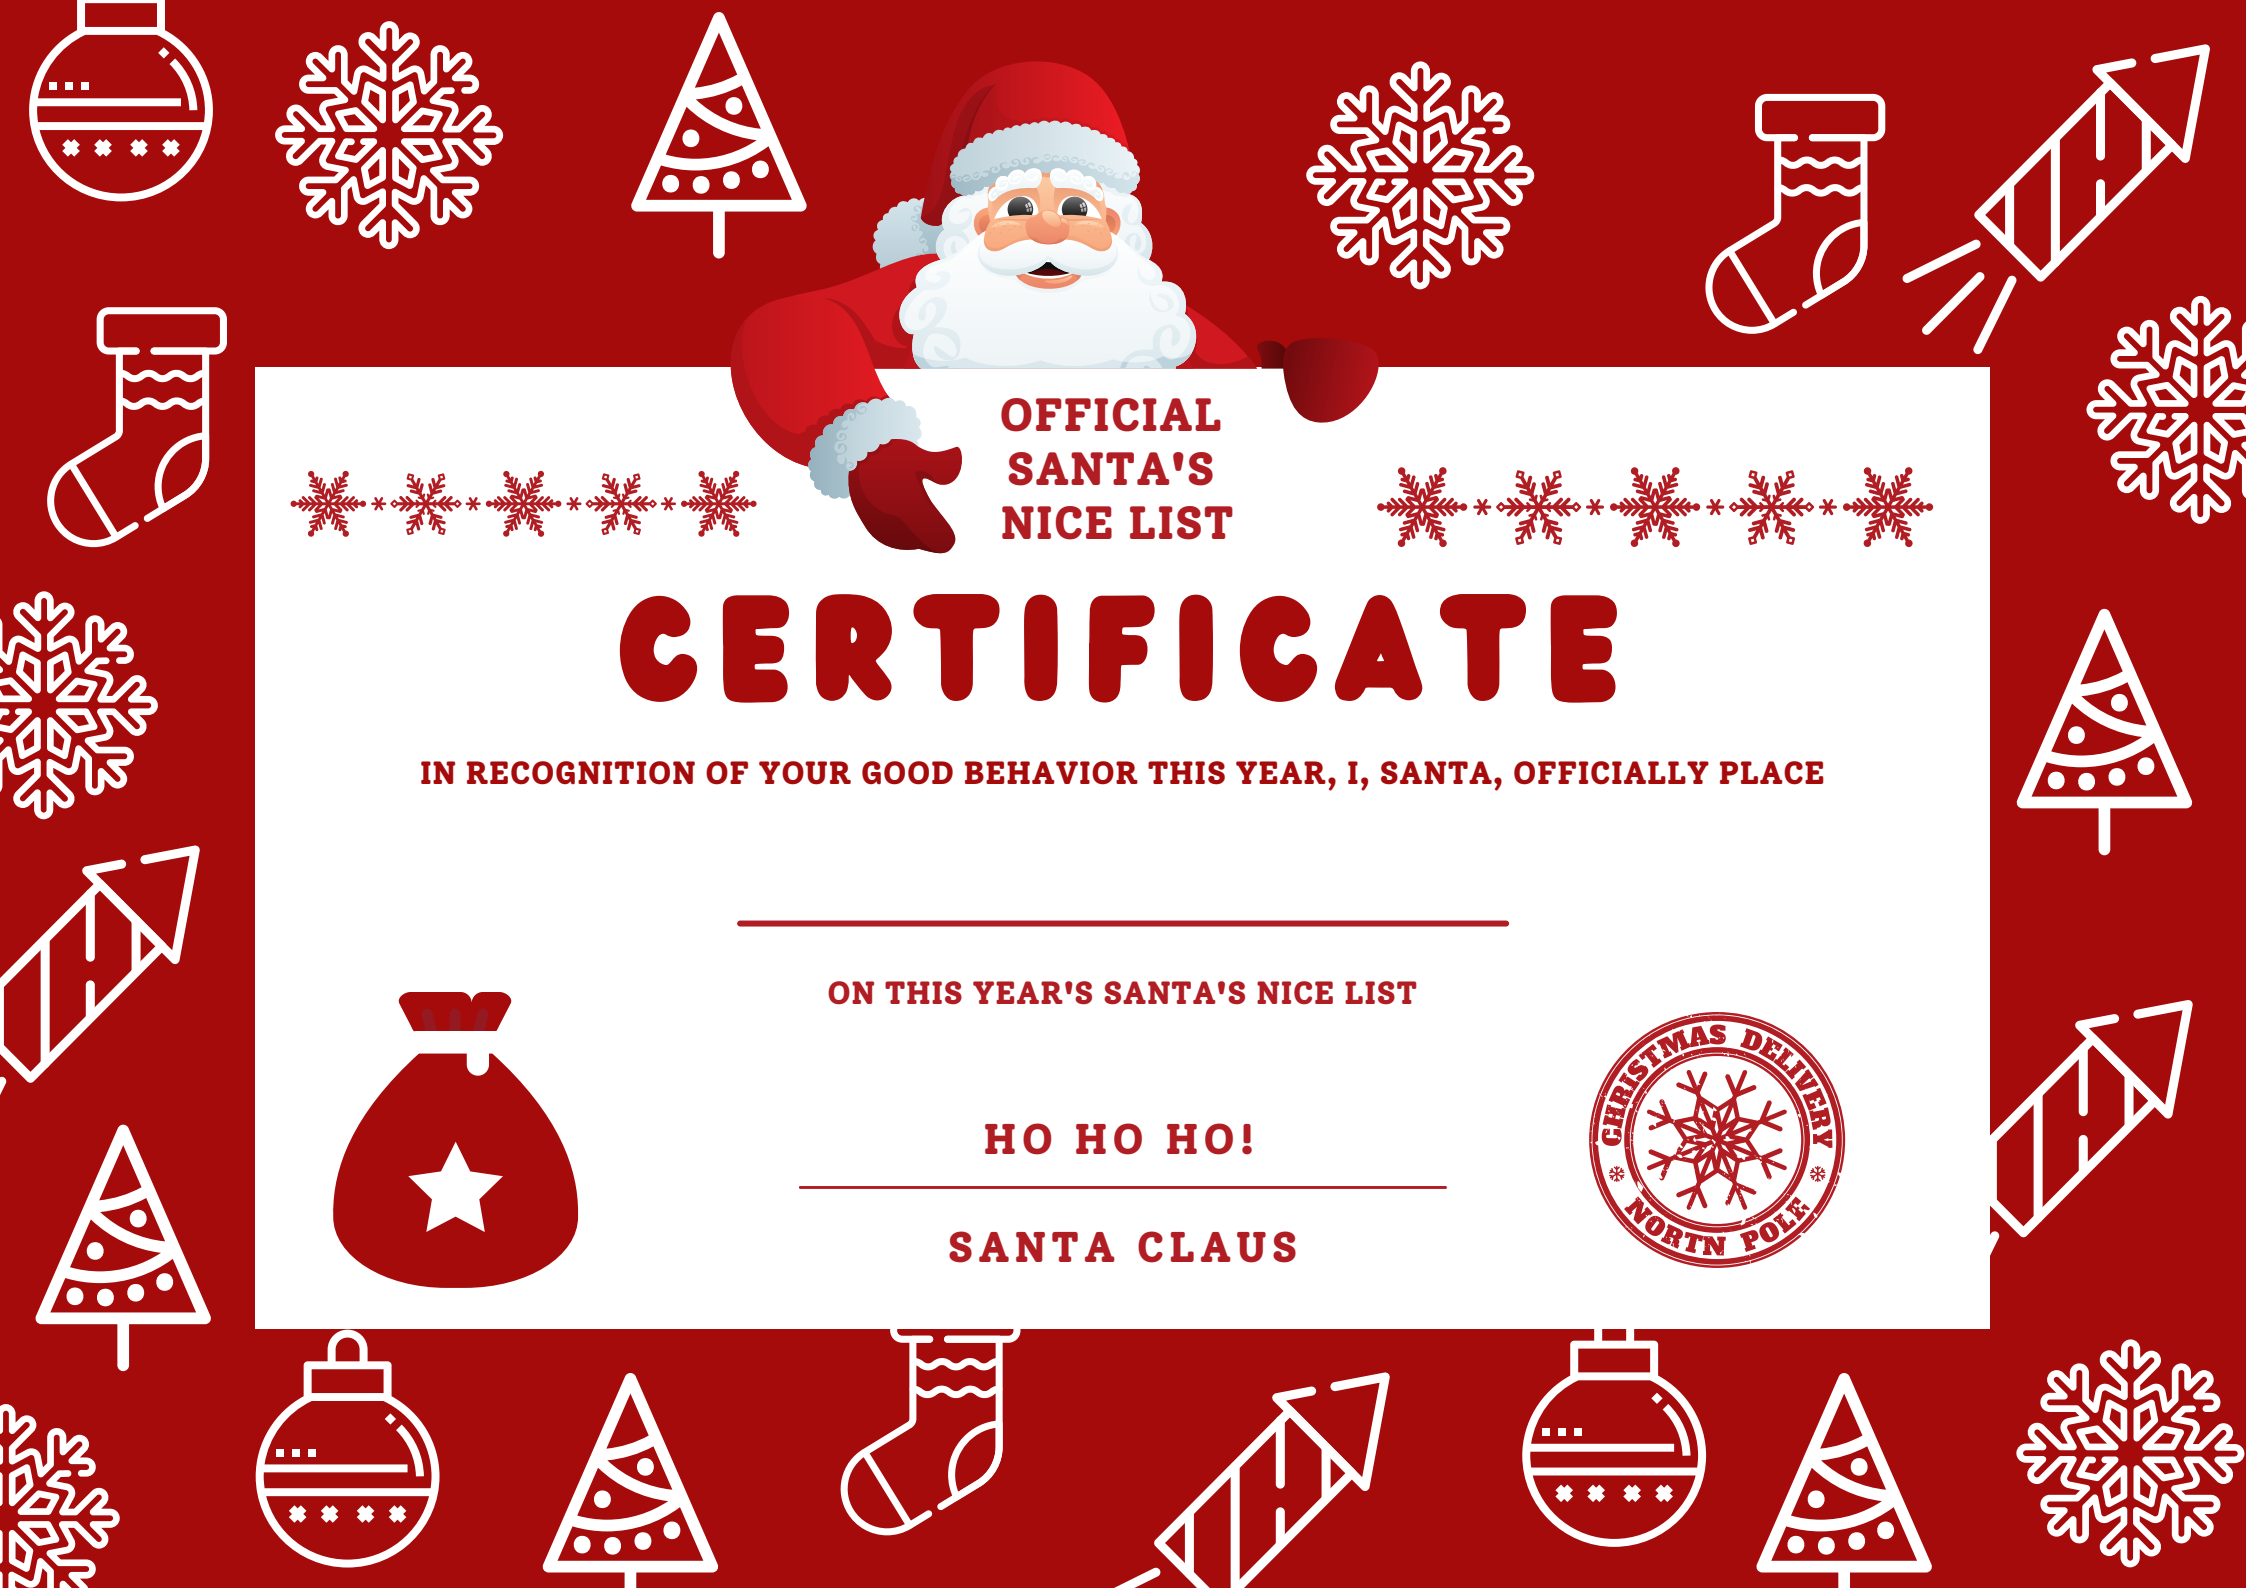 OFFICIAL
SANTA'S
NICE LIST
CERTIFICATE
IN RECOGNITION OF YOUR GOOD BEHAVIOR THIS YEAR, I, SANTA, OFFICIALLY PLACE
ON THIS YEAR'S SANTA'S NICE LIST
HO HO HO!
SANTA CLAUS
CHRISTMAS DELIVERY
NORTN POLE